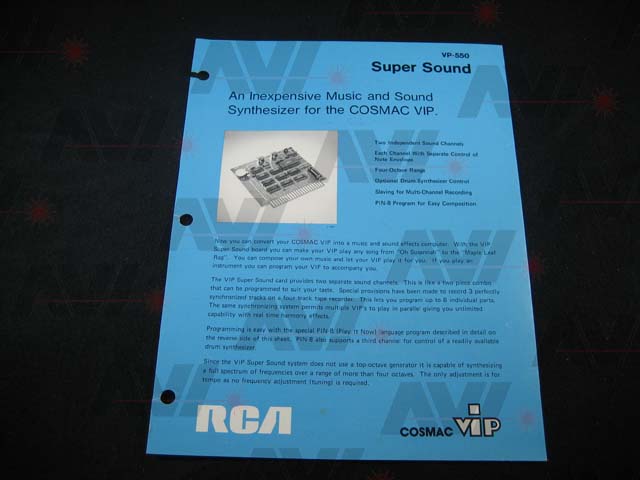 VP-550
Super Sound
An Inexpensive Music and Sound
Synthesizer for the COSMAC VIP.
Two Independent Sound Channels
Each Channel With Separate Control of
Note Envelope
Four-Octave Range
Optional Drum Synthesizer Control
Slaving for Multi-Channel Recording
PIN-8 Program for Easy Composition
Now you can convert your COSMAC VIP into a music and sound effects computer. With the VIP
Super Sound board you can make your VIP play any song from "Oh Susannah" to the "Maple Leaf
Rag". You can compose your own music and let your VIP play it for you. If you play an
instrument you can program your VIP to accompany you.
The VIP Super Sound card provides two separate sound channels. This is like a two piece combo
that can be programmed to suit your taste. Special provisions have been made to record 3 perfectly
synchronized tracks on a four track tape recorder. This lets you program up to 6 individual parts.
The same synchronizing system permits multiple VIP's to play in parallel giving you unlimited
capability with real time harmony effects.
Programming is easy with the special PIN-8 (Play it Now) language program described in detail on
the reverse side of this sheet. PIN-8 also supports a third channel for control of a readily available
drum synthesizer.
Since the VIP Super Sound system does not use a top-octave generator it is capable of synthesizing
a full spectrum of frequencies over a range of more than four octaves. The only adjustment is for
tempo as no frequency adjustment (tuning) is required.
RCA
COSMAC VIP
AVI